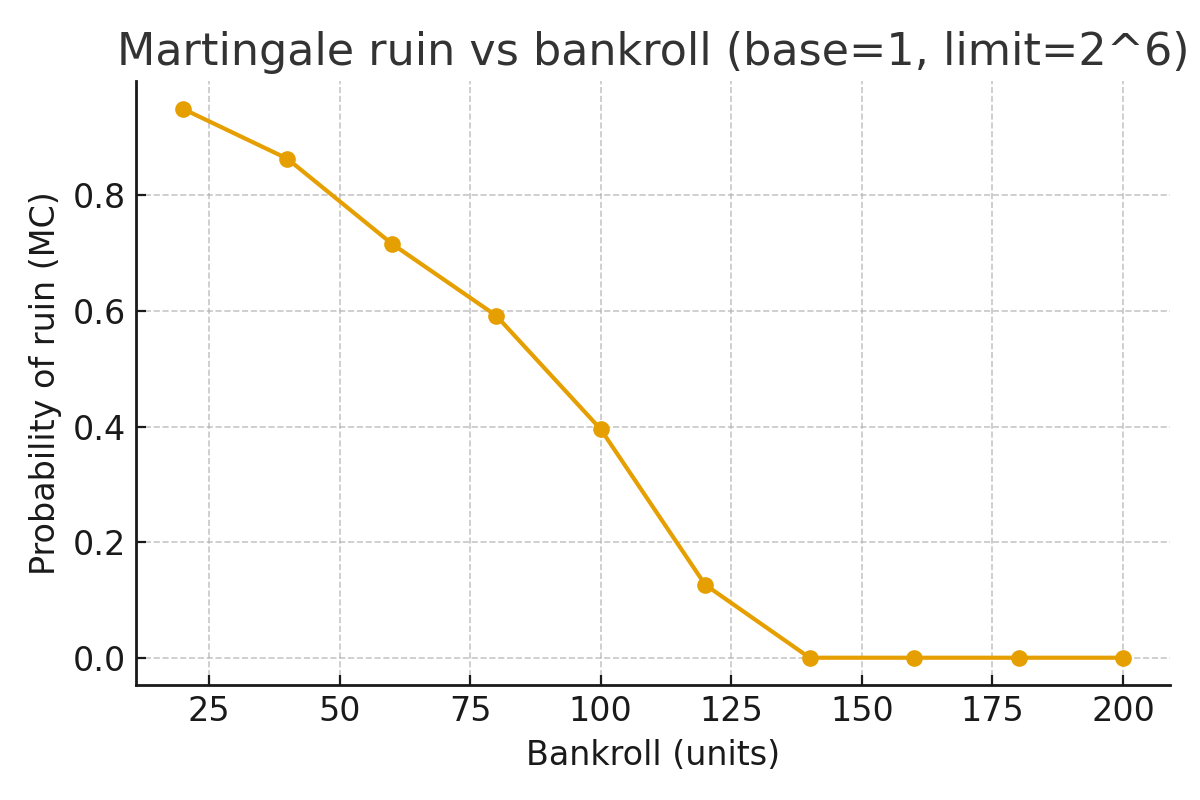 Martingale ruin vs bankroll (base=1, limit=2^6)
Probability of ruin (MC)
0.8
0.6
0.4
0.2
0.0
25 50 75 100 125 150 175 200
Bankroll (units)